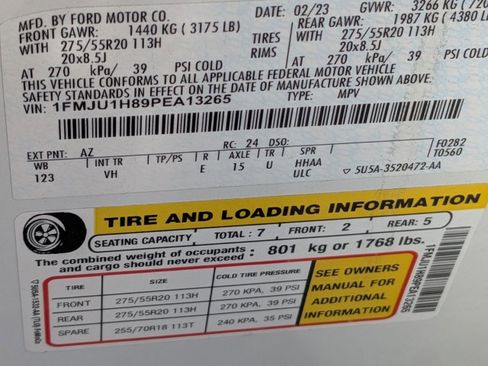 MFD. BY FORD MOTOR CO.
02/23 GVWR: 3266 KG
FRONT GAWR: 1440 KG ( 3175 LB) REAR GAWR: 1987 KG ( 4380
WITH TIRES WITH
275/55R20 113H 275/55R20 113H
20x8.5J RIMS 20x8.5J
AT 270 kPa/ 39 PSI COLD AT 270 kPa/ 39 PSI COLD
THIS VEHICLE CONFORMS TO ALL APPLICABLE FEDERAL MOTOR VEHICLE
SAFETY STANDARDS IN EFFECT ON THE DATE OF MANUFACTURE SHOWN ABOVE.
VIN: 1FMJU1H89PEA13265 TYPE: MPV
EXT PNT: AZ RC: 24 DSO: F0282
WB INT TR TP/PS R AXLE TR U HHAA T0560
123 VH E 15 ULC ▽5U5A-3520472-AA
TIRE AND LOADING INFORMATION
SEATING CAPACITY TOTAL : 7 FRONT: 2 REAR: 5
The combined weight of occupants and cargo should never exceed : 801 kg or 1768 lbs.
TIRE SIZE COLD TIRE PRESSURE
FRONT 275/55R20 113H 270 KPA, 39 PSI
REAR 275/55R20 113H 270 KPA, 39 PSI
SPARE 255/70R18 113T 240 KPA, 35 PSI
SEE OWNERS
MANUAL FOR
ADDITIONAL
INFORMATION
1FMJU1H89PEA13265